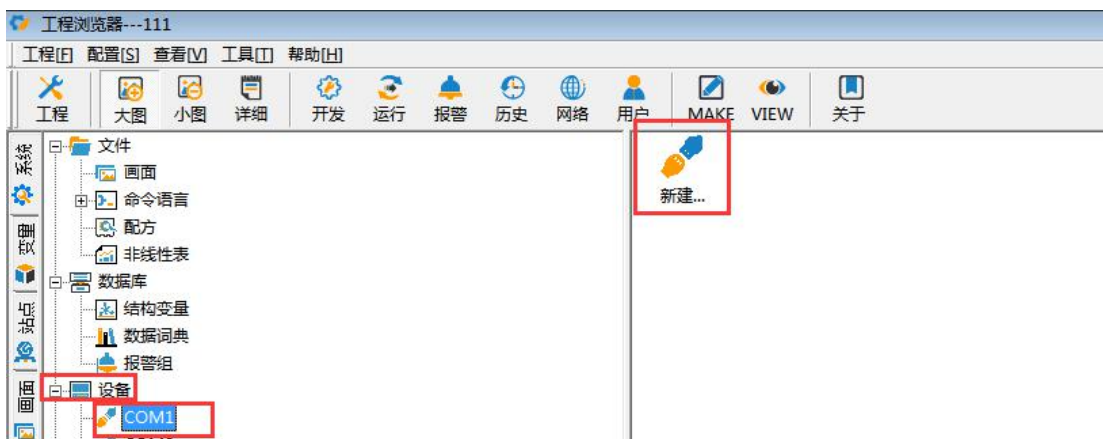 工程浏览器---111
工程[F] 配置[S] 查看[V] 工具[T] 帮助[H]
工程 大图 小图 详细 开发 运行 报警 历史 网络 用户 MAKE VIEW 关于
系统
变量
站点
画面
文件
画面
命令语言
配方
非线性表
数据库
结构变量
数据词典
报警组
设备
COM1
新建...